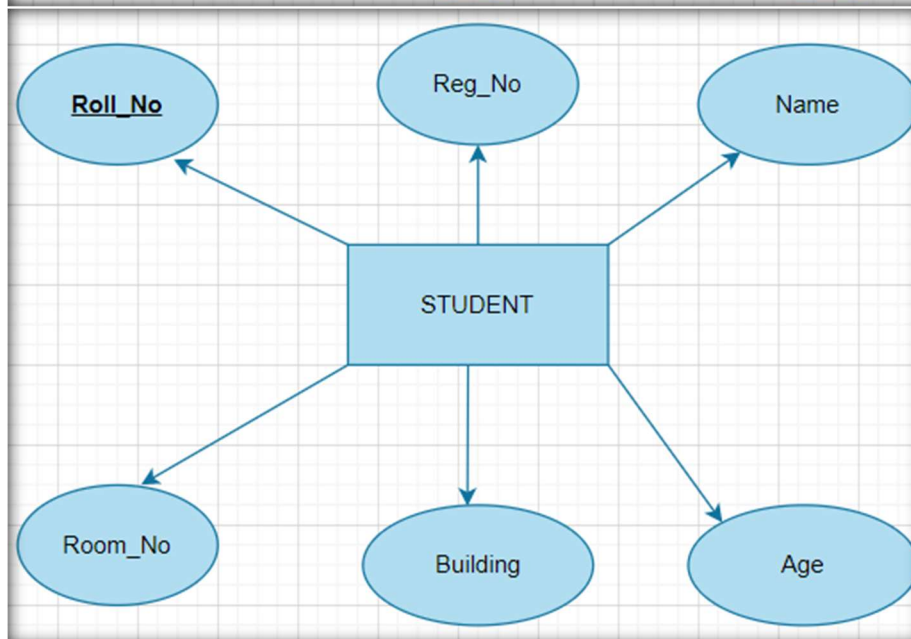 Roll_No
Reg_No
Name
STUDENT
Room_No
Building
Age